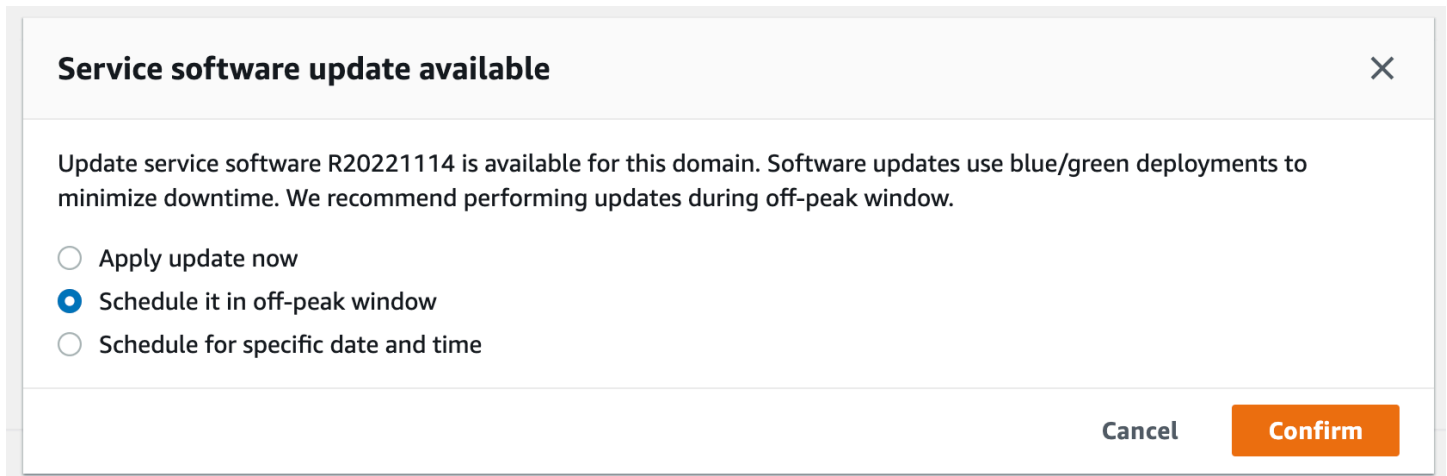 Service software update available
Update service software R20221114 is available for this domain. Software updates use blue/green deployments to
minimize downtime. We recommend performing updates during off-peak window.
Apply update now
Schedule it in off-peak window
Schedule for specific date and time
Cancel
Confirm